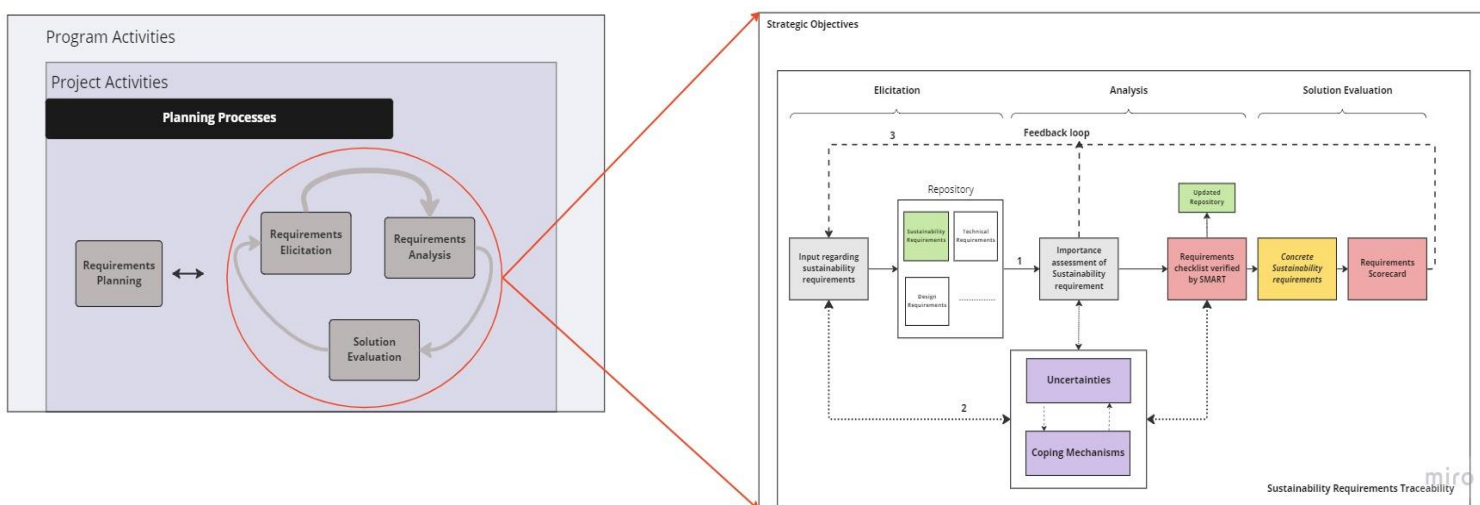 Program Activities
Project Activities
Planning Processes
Requirements
Planning
Requirements
Elicitation
Requirements
Analysis
Solution
Evaluation
Strategic Objectives
Elicitation
Analysis
Solution Evaluation
3
Feedback loop
Repository
Sustainability
Requirements
Technical
Requirements
Design
Requirements
...............
Input regarding
sustainability
requirements
1
Importance
assessment of
Sustainability
requirement
Updated
Repository
Requirements
checklist verified
by SMART
Concrete
Sustainability
requirements
Requirements
Scorecard
2
Uncertainties
Coping Mechanisms
Sustainability Requirements Traceability
miro